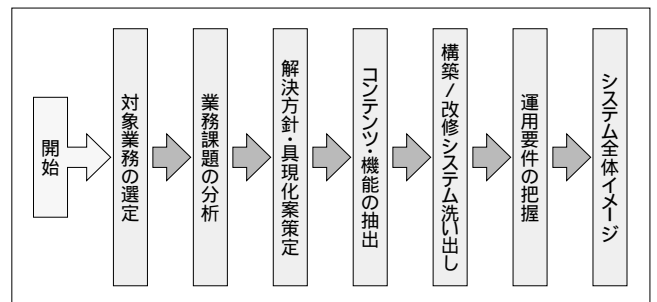 開始
対象業務の選定
業務課題の分析
解決方針・具現化案策定
コンテンツ・機能の抽出
構築/改修システム洗い出し
運用要件の把握
システム全体イメージ